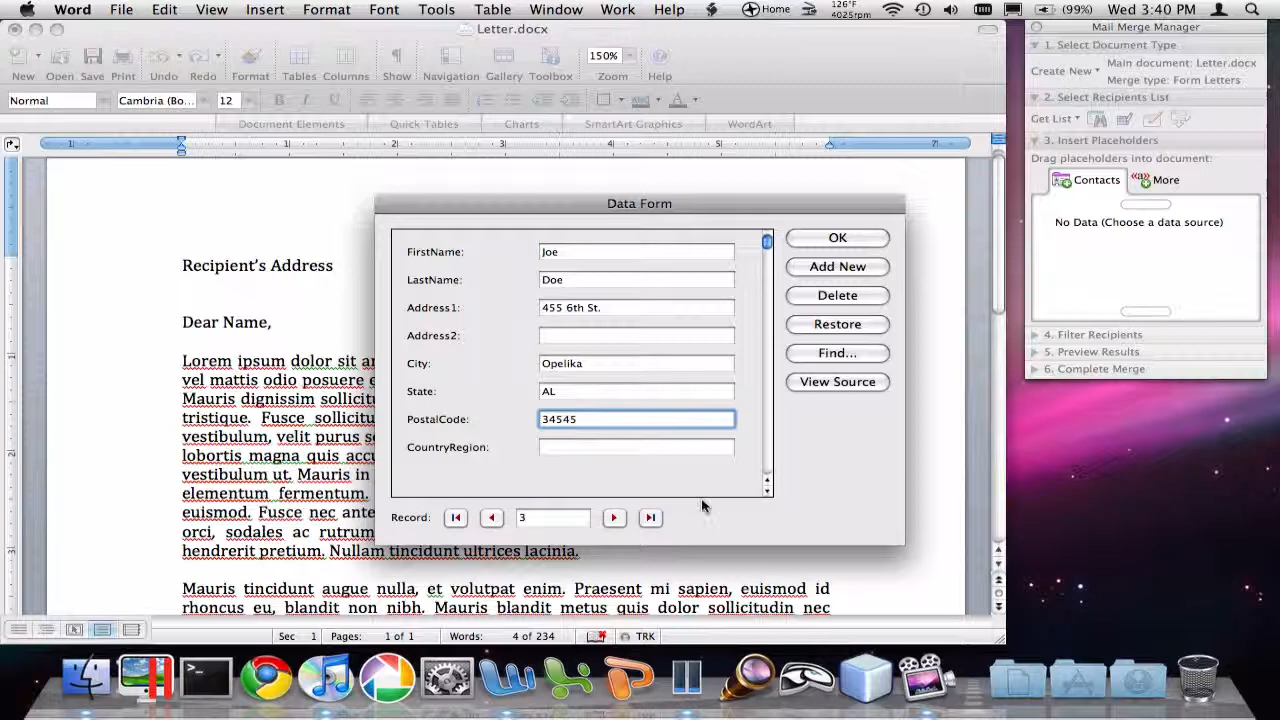 Word File Edit View Insert Format Font Tools Table Window Work Help Home 126°F 4025rpm (99%) Wed 3:40 PM
Letter.docx
New Open Save Print Undo Redo Format Tables Columns Show Navigation Gallery Toolbox Zoom Help
150%
Normal Cambria (Bo... 12 B I U
Document Elements Quick Tables Charts SmartArt Graphics WordArt
1 1 2 3 4 5 7
Recipient's Address
Dear Name,
Lorem ipsum dolor sit
vel mattis odio posuere
Mauris dignissim
tristique. Fusce
vestibulum, velit purus
lobortis magna quis
vestibulum ut. Mauris in
elementum fermentum.
euismod. Fusce nec ante
orci, sodales ac
hendrerit pretium. Nullam tincidunt ultrices lacinia.
Mauris tincidunt augue nulla, et volutpat enim. Praesent mi sapien, euismod id
rhoncus eu, blandit non nibh. Mauris blandit metus quis dolor sollicitudin nec
Data Form
FirstName: Joe
LastName: Doe
Address1: 455 6th St.
Address2:
City: Opelika
State: AL
PostalCode: 34545
CountryRegion:
Record: 3
OK
Add New
Delete
Restore
Find...
View Source
Sec 1 Pages: 1 of 1 Words: 4 of 234 TRK
Mail Merge Manager
1. Select Document Type
Create New
Main document: Letter.docx
Merge type: Form Letters
2. Select Recipients List
Get List
3. Insert Placeholders
Drag placeholders into document:
Contacts «a» More
No Data (Choose a data source)
4. Filter Recipients
5. Preview Results
6. Complete Merge